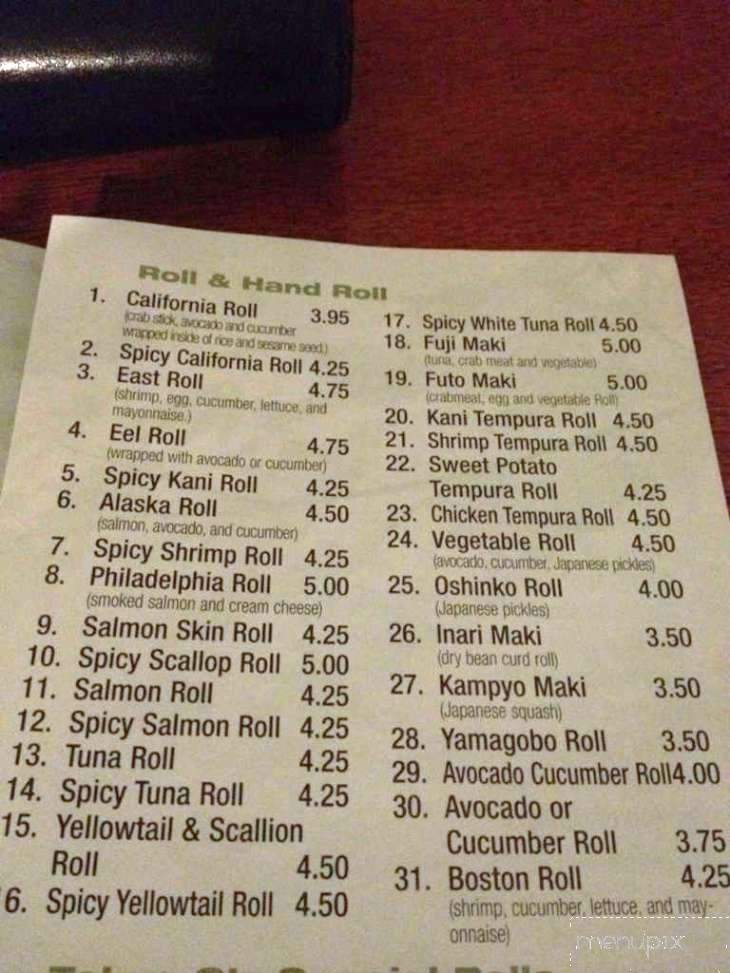 Roll & Hand Roll
1. California Roll 3.95
(crab stick, avocado and cucumber
wrapped inside of rice and sesame seed.)
2. Spicy California Roll 4.25
3. East Roll 4.75
(shrimp, egg, cucumber, lettuce, and
mayonnaise.)
4. Eel Roll 4.75
(wrapped with avocado or cucumber)
5. Spicy Kani Roll 4.25
6. Alaska Roll 4.50
(salmon, avocado, and cucumber)
7. Spicy Shrimp Roll 4.25
8. Philadelphia Roll 5.00
(smoked salmon and cream cheese)
9. Salmon Skin Roll 4.25
10. Spicy Scallop Roll 5.00
11. Salmon Roll 4.25
12. Spicy Salmon Roll 4.25
13. Tuna Roll 4.25
14. Spicy Tuna Roll 4.25
15. Yellowtail & Scallion
Roll 4.50
6. Spicy Yellowtail Roll 4.50
17. Spicy White Tuna Roll 4.50
18. Fuji Maki 5.00
(tuna, crab meat and vegetable)
19. Futo Maki 5.00
(crabmeat, egg and vegetable Roll)
20. Kani Tempura Roll 4.50
21. Shrimp Tempura Roll 4.50
22. Sweet Potato
Tempura Roll 4.25
23. Chicken Tempura Roll 4.50
24. Vegetable Roll 4.50
(avocado, cucumber, Japanese pickles)
25. Oshinko Roll 4.00
(Japanese pickles)
26. Inari Maki 3.50
(dry bean curd roll)
27. Kampyo Maki 3.50
(Japanese squash)
28. Yamagobo Roll 3.50
29. Avocado Cucumber Roll 4.00
30. Avocado or
Cucumber Roll 3.75
31. Boston Roll 4.25
(shrimp, cucumber, lettuce, and may-
onnaise)
menupix